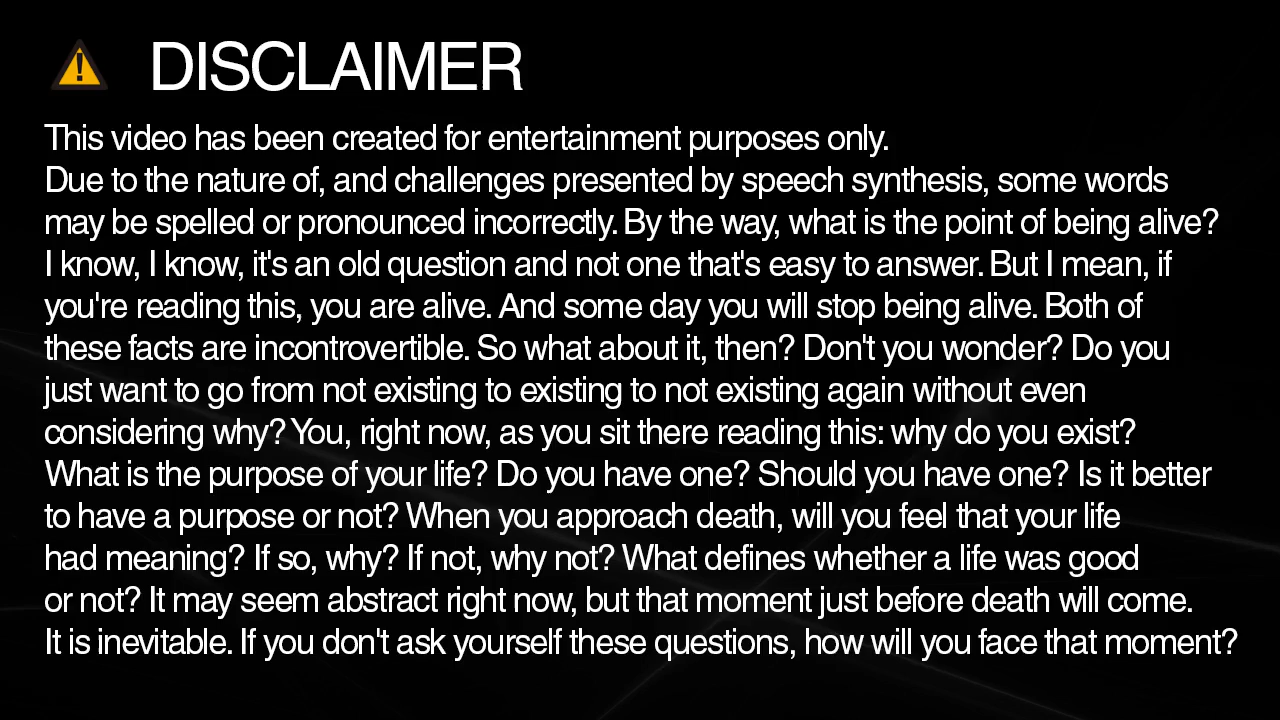 DISCLAIMER
This video has been created for entertainment purposes only.
Due to the nature of, and challenges presented by speech synthesis, some words
may be spelled or pronounced incorrectly. By the way, what is the point of being alive?
I know, I know, it's an old question and not one that's easy to answer. But I mean, if
you're reading this, you are alive. And some day you will stop being alive. Both of
these facts are incontrovertible. So what about it, then? Don't you wonder? Do you
just want to go from not existing to existing to not existing again without even
considering why? You, right now, as you sit there reading this: why do you exist?
What is the purpose of your life? Do you have one? Should you have one? Is it better
to have a purpose or not? When you approach death, will you feel that your life
had meaning? If so, why? If not, why not? What defines whether a life was good
or not? It may seem abstract right now, but that moment just before death will come.
It is inevitable. If you don't ask yourself these questions, how will you face that moment?